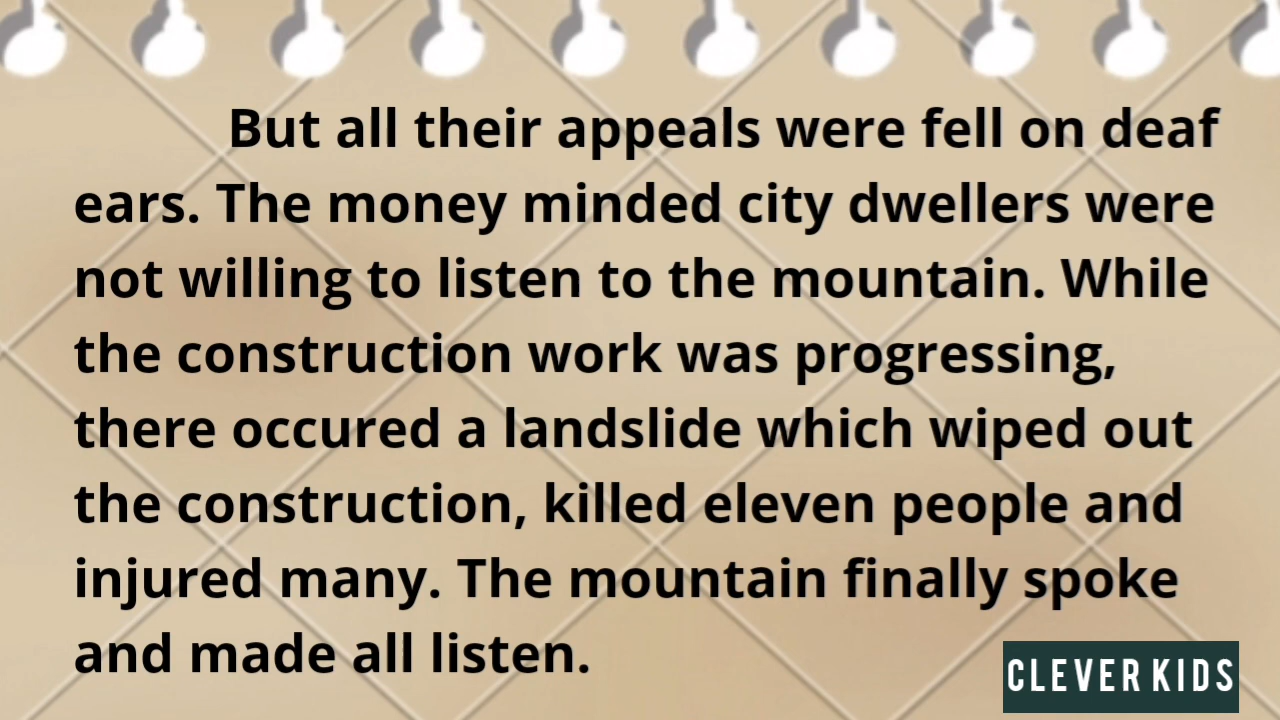 But all their appeals were fell on deaf
ears. The money minded city dwellers were
not willing to listen to the mountain. While
the construction work was progressing,
there occured a landslide which wiped out
the construction, killed eleven people and
injured many. The mountain finally spoke
and made all listen.
CLEVER KIDS